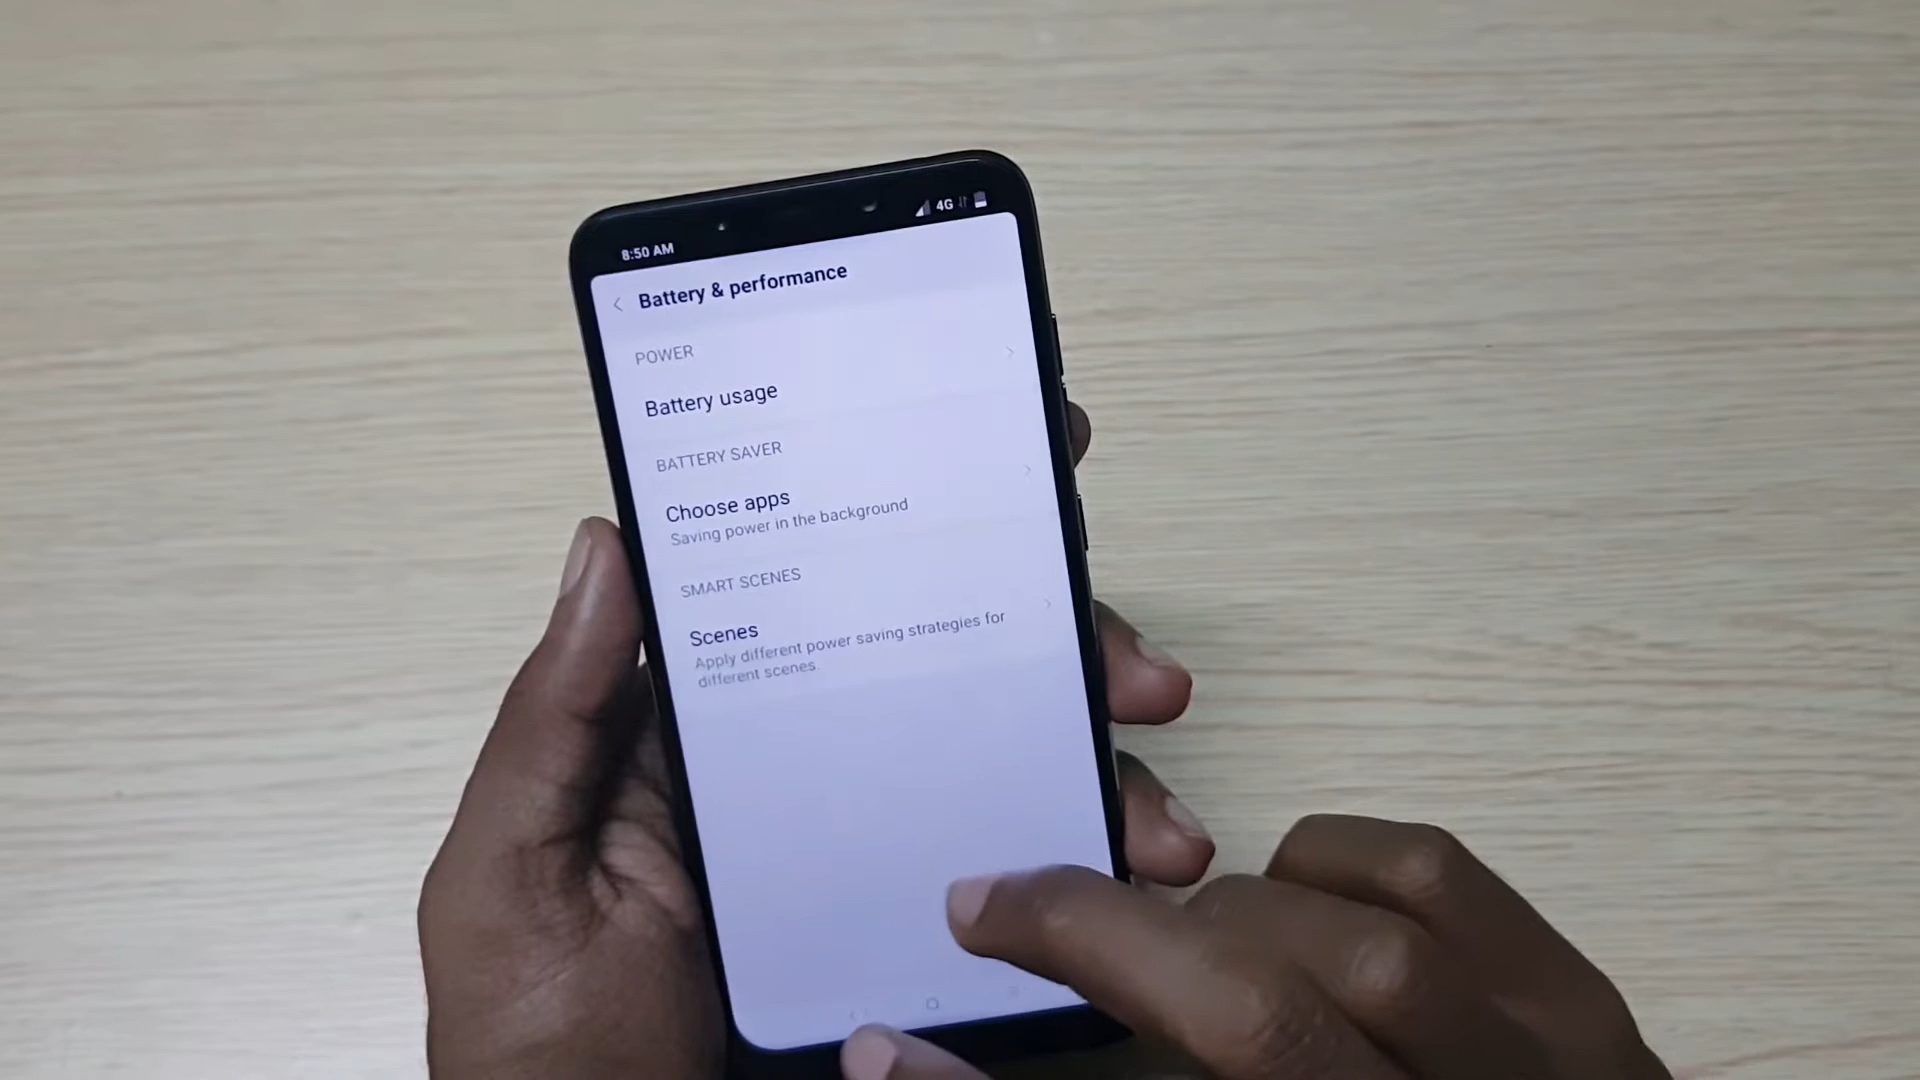 8:50 AM
4G
Battery & performance
POWER
Battery usage
BATTERY SAVER
Choose apps
Saving power in the background
SMART SCENES
Scenes
Apply different power saving strategies for
different scenes.